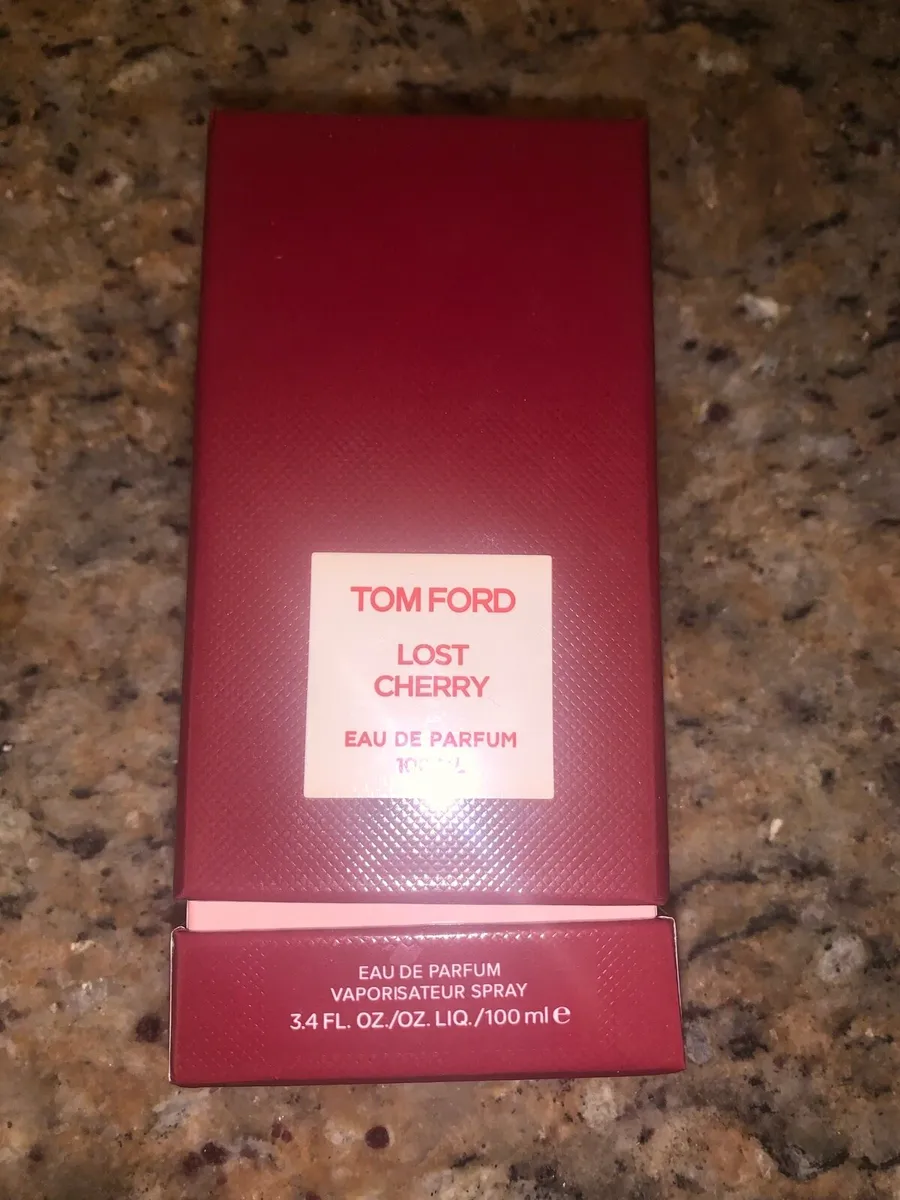 TOM FORD
LOST
CHERRY
EAU DE PARFUM
EAU DE PARFUM
VAPORISATEUR SPRAY
3.4 FL. OZ./OZ. LIQ./100 ml e